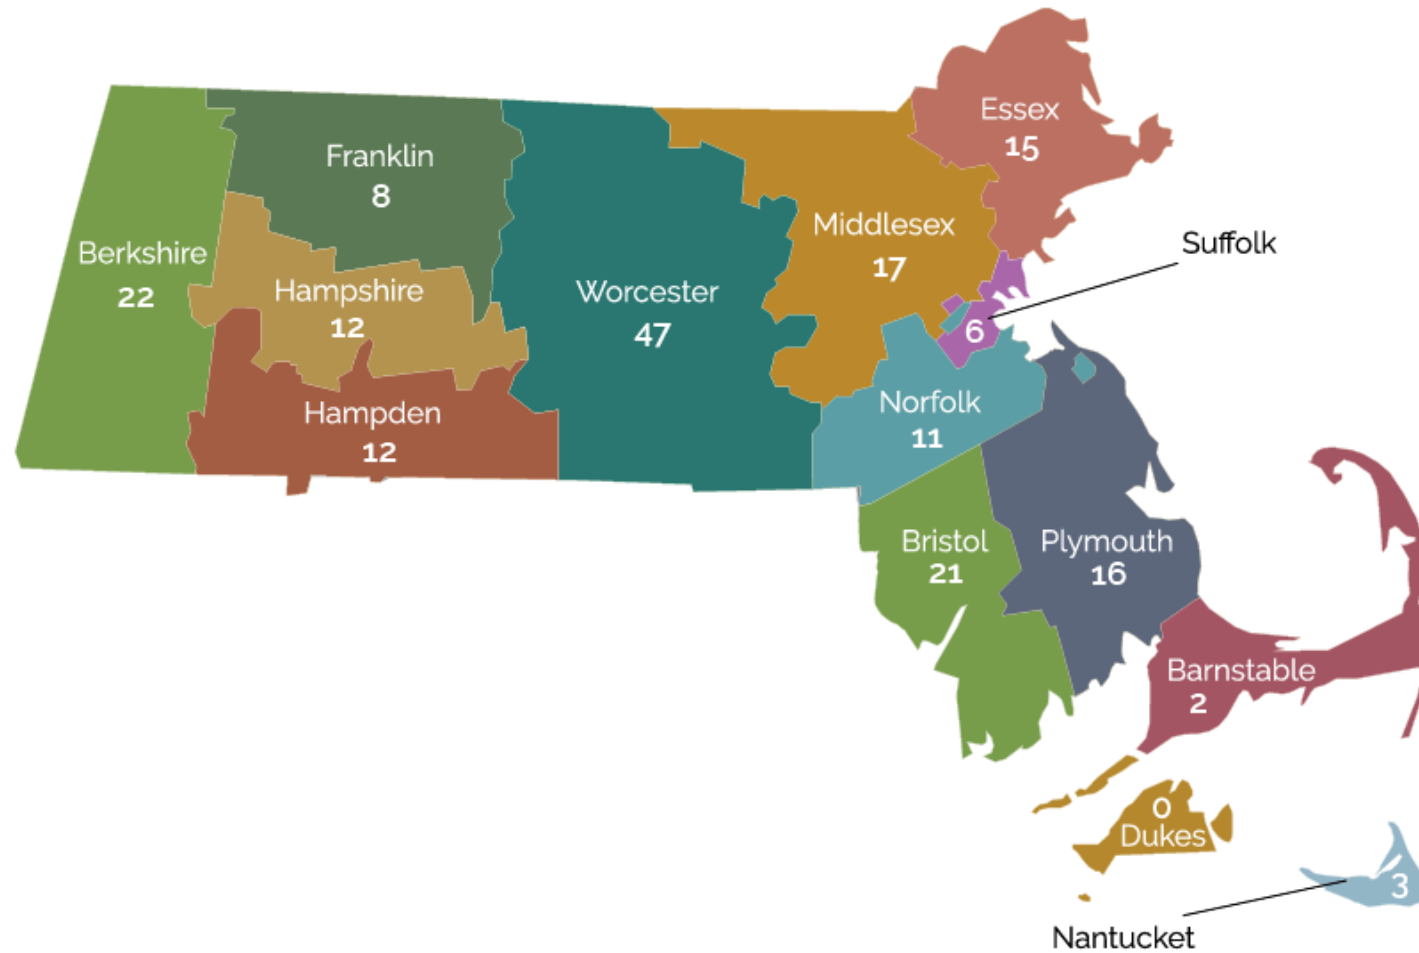 Essex
15
Franklin
8
Middlesex
17
Suffolk
6
Berkshire
22
Hampshire
12
Worcester
47
Hampden
12
Norfolk
11
Bristol
21
Plymouth
16
Barnstable
2
0
Dukes
3
Nantucket